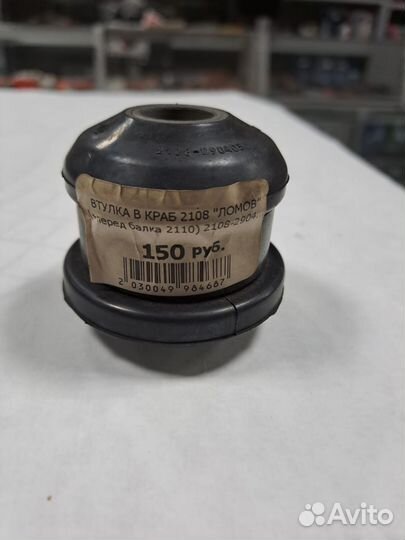 ВТУЛКА В КРАБ 2108 "ЛОМОВ"
перед балка 2110) 2108-2904
150 руб.
2 030049 984687
Avito